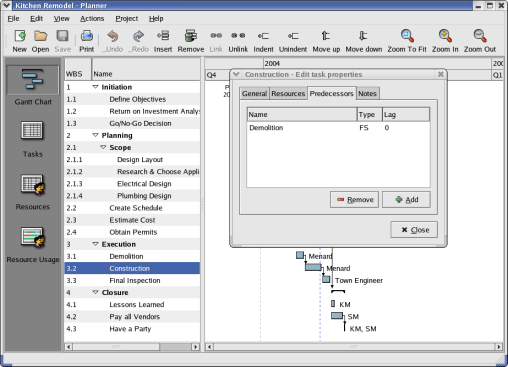 Kitchen Remodel - Planner
File Edit View Actions Project Help
New Open Save Print Undo Redo Insert Remove Link Unlink Indent Unindent Move up Move down Zoom To Fit Zoom In Zoom Out
Gantt Chart
Tasks
Resources
Resource Usage
WBS Name
1 Initiation
1.1 Define Objectives
1.2 Return on Investment Analys
1.3 Go/No-Go Decision
2 Planning
2.1 Scope
2.1.1 Design Layout
2.1.2 Research & Choose Appli
2.1.3 Electrical Design
2.1.4 Plumbing Design
2.2 Create Schedule
2.3 Estimate Cost
2.4 Obtain Permits
3 Execution
3.1 Demolition
3.2 Construction
3.3 Final Inspection
4 Closure
4.1 Lessons Learned
4.2 Pay all Vendors
4.3 Have a Party
2004 200
Q4 Q1
Construction - Edit task properties
General Resources Predecessors Notes
Name Type Lag
Demolition FS 0
Remove Add
Close
Menard
Menard
Town Engineer
KM
SM
KM, SM